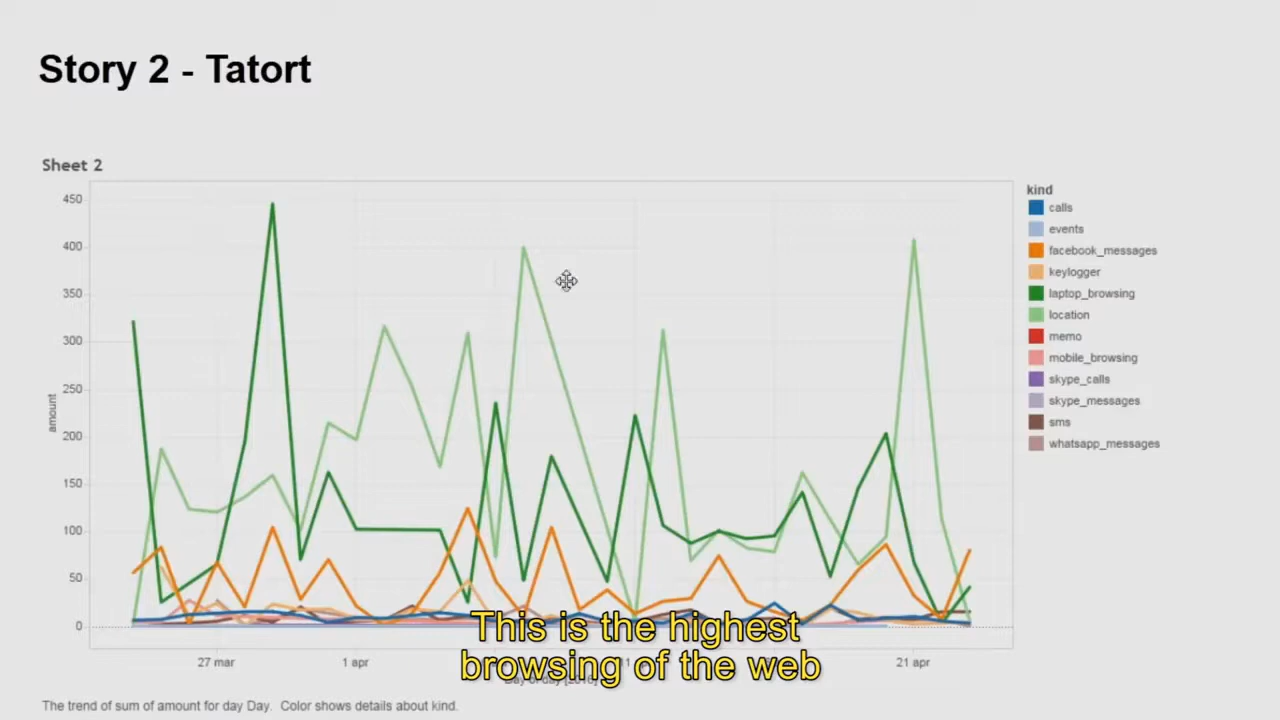 Story 2 - Tatort
Sheet 2
kind
calls
events
facebook_messages
keylogger
laptop_browsing
location
memo
mobile_browsing
skype_calls
skype_messages
sms
whatsapp_messages
450
400
350
300
250
200
150
100
50
0
amount
27 mar
1 apr
21 apr
This is the highest
browsing of the web
The trend of sum of amount for day Day. Color shows details about kind.